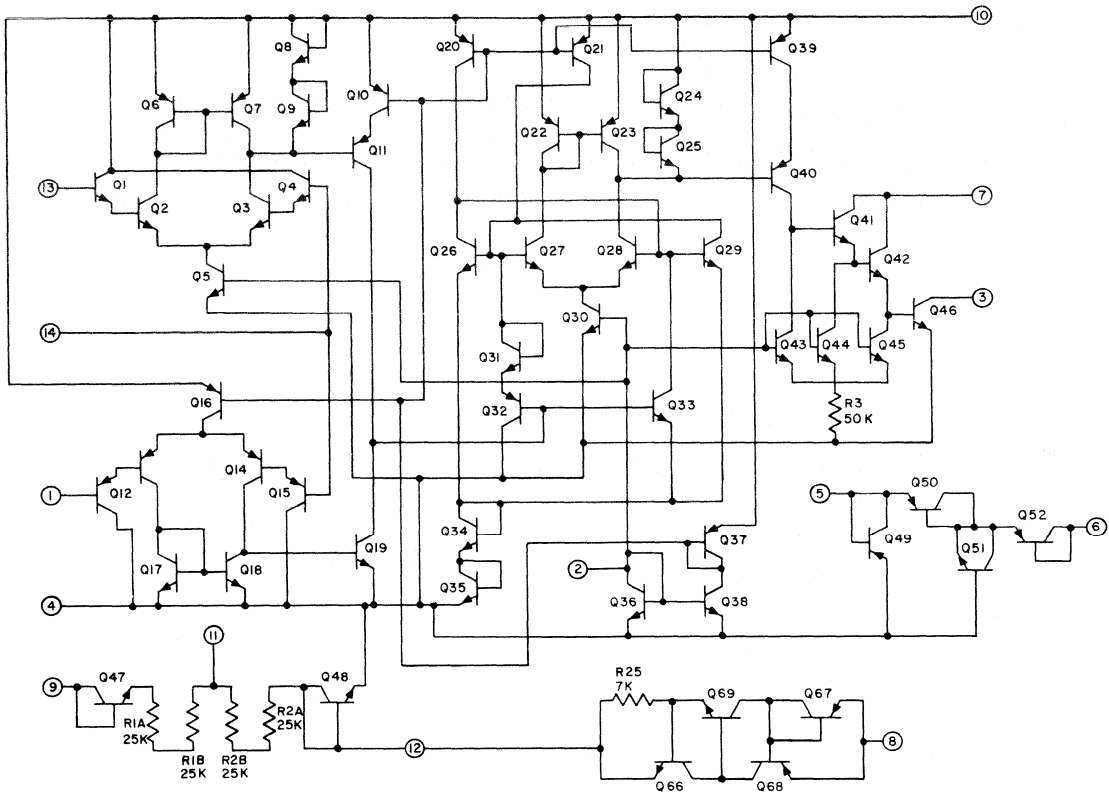 10
Q8
Q20
Q21
Q39
Q6
Q7
Q9
Q10
Q24
Q22
Q23
Q11
Q25
Q40
13
Q1
Q4
7
Q2
Q3
Q41
Q26
Q27
Q28
Q29
Q42
Q5
3
Q30
Q46
14
Q43
Q44
Q45
Q31
Q16
Q32
Q33
R3
50 K
Q14
1
Q12
Q15
5
Q50
Q52
6
Q34
Q37
Q49
Q51
Q17
Q18
Q19
2
Q35
Q36
Q38
4
11
9
Q47
Q48
R25
7K
Q69
Q67
R1A
25K
R2A
25K
R1B
25K
R2B
25K
12
8
Q66
Q68